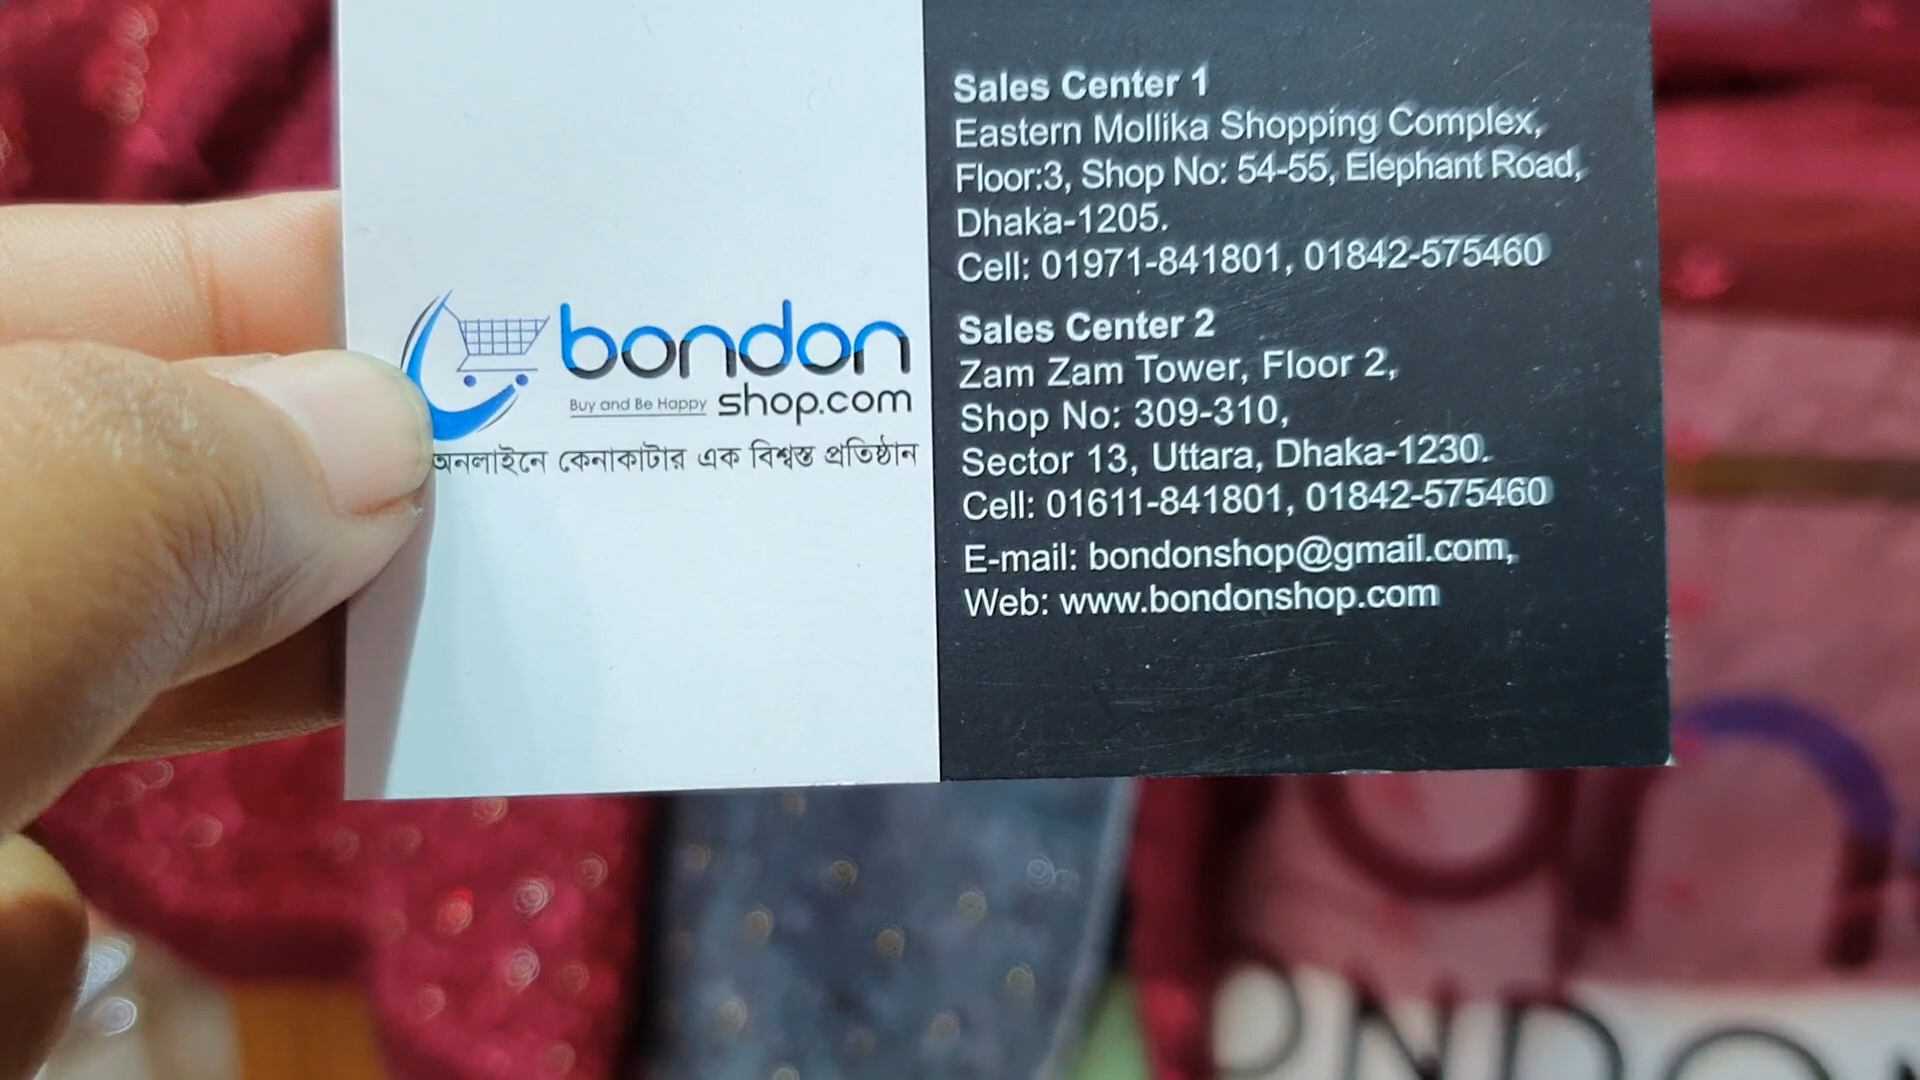 bondon
Buy and Be Happy shop.com
অনলাইনে কেনাকাটার এক বিশ্বস্ত প্রতিষ্ঠান
Sales Center 1
Eastern Mollika Shopping Complex,
Floor:3, Shop No: 54-55, Elephant Road,
Dhaka-1205.
Cell: 01971-841801, 01842-575460
Sales Center 2
Zam Zam Tower, Floor 2,
Shop No: 309-310,
Sector 13, Uttara, Dhaka-1230.
Cell: 01611-841801, 01842-575460
E-mail: bondonshop@gmail.com,
Web: www.bondonshop.com